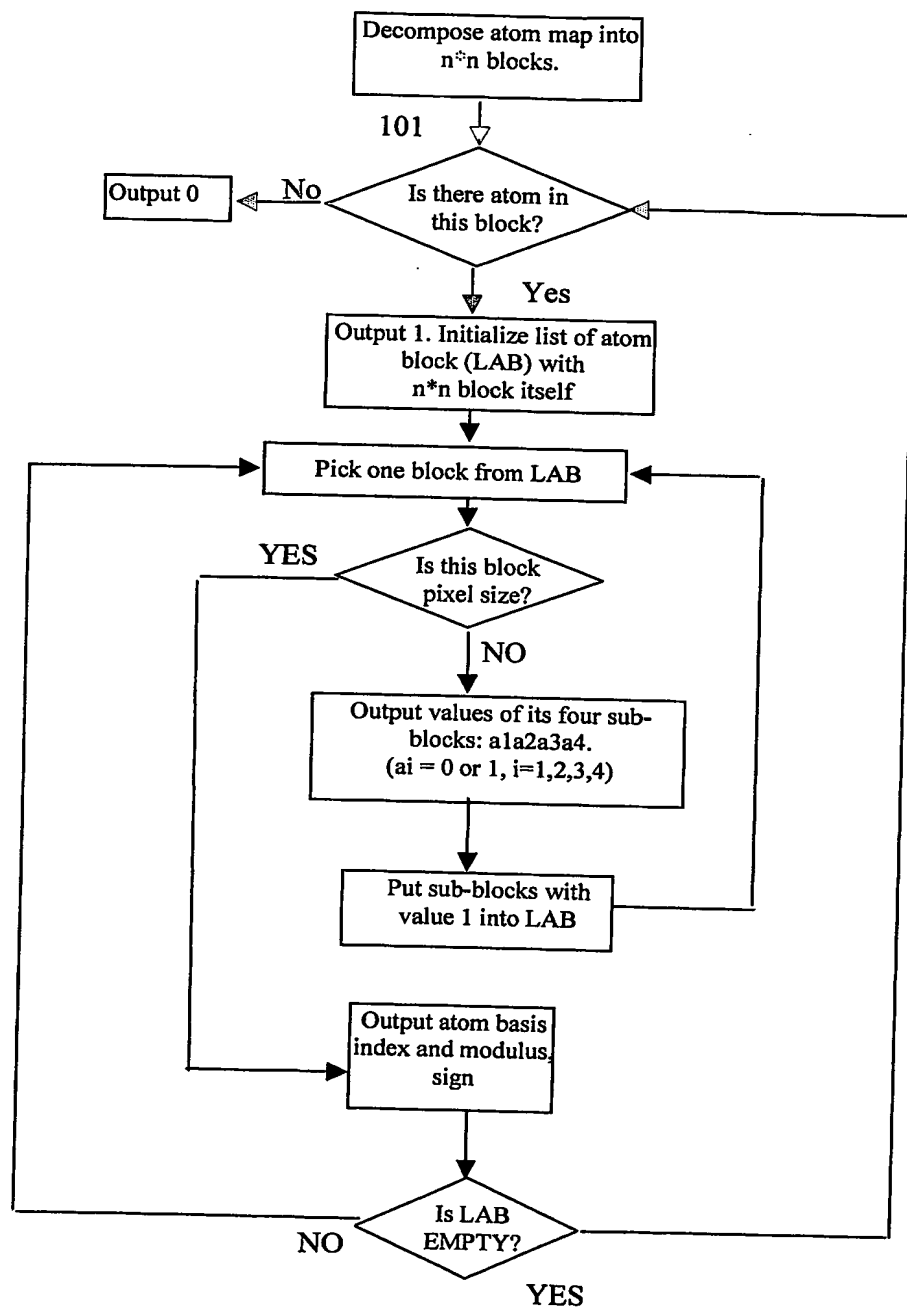 Decompose atom map into
n*n blocks.
101
Output 0
No
Is there atom in
this block?
Yes
Output 1. Initialize list of atom
block (LAB) with
n*n block itself
Pick one block from LAB
YES
Is this block
pixel size?
NO
Output values of its four sub-
blocks: a1a2a3a4.
(ai = 0 or 1, i=1,2,3,4)
Put sub-blocks with
value 1 into LAB
Output atom basis
index and modulus,
sign
Is LAB
EMPTY?
NO
YES